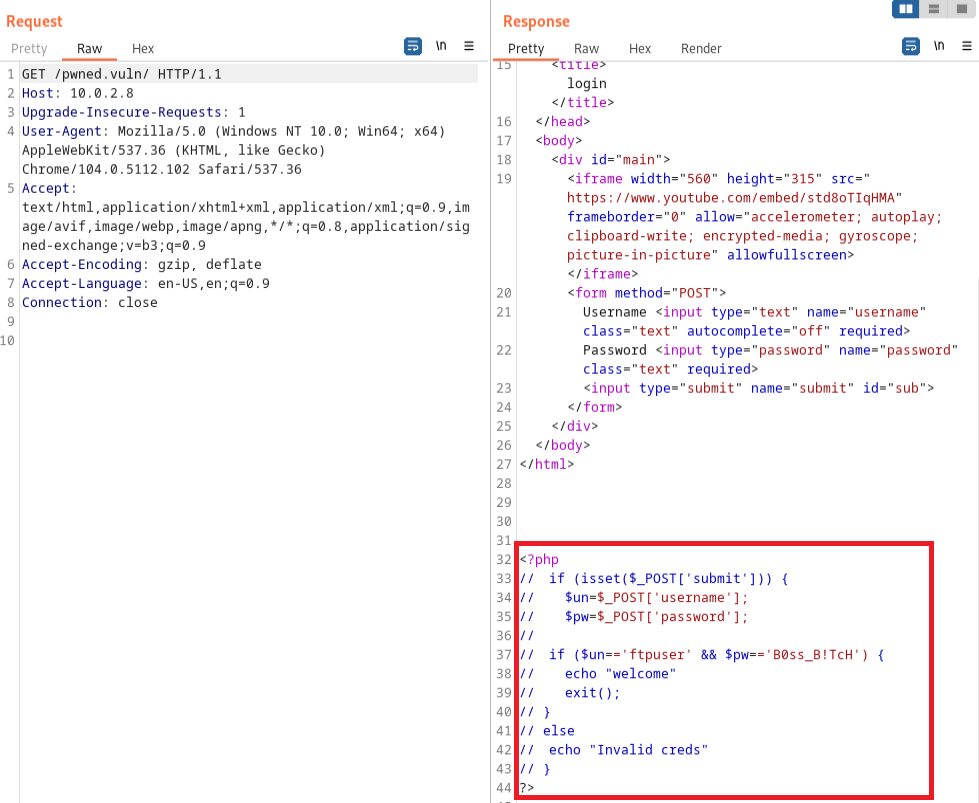 Request
Pretty Raw Hex \n
1 GET /pwned.vuln/ HTTP/1.1
2 Host: 10.0.2.8
3 Upgrade-Insecure-Requests: 1
4 User-Agent: Mozilla/5.0 (Windows NT 10.0; Win64; x64)
AppleWebKit/537.36 (KHTML, like Gecko)
Chrome/104.0.5112.102 Safari/537.36
5 Accept:
text/html,application/xhtml+xml,application/xml;q=0.9,im
age/avif,image/webp,image/apng,*/*;q=0.8,application/sig
ned-exchange;v=b3;q=0.9
6 Accept-Encoding: gzip, deflate
7 Accept-Language: en-US,en;q=0.9
8 Connection: close
9
10
Response
Pretty Raw Hex Render \n
15 <title>
login
</title>
16 </head>
17 <body>
18 <div id="main">
19 <iframe width="560" height="315" src="
https://www.youtube.com/embed/std8oTIqHMA"
frameborder="0" allow="accelerometer; autoplay;
clipboard-write; encrypted-media; gyroscope;
picture-in-picture" allowfullscreen>
</iframe>
20 <form method="POST">
21 Username <input type="text" name="username"
class="text" autocomplete="off" required>
22 Password <input type="password" name="password"
class="text" required>
23 <input type="submit" name="submit" id="sub">
24 </form>
25 </div>
26 </body>
27 </html>
28
29
30
31
32 <?php
33 //  if (isset($_POST['submit'])) {
34 //    $un=$_POST['username'];
35 //    $pw=$_POST['password'];
36 //
37 //  if ($un=='ftpuser' && $pw=='B0ss_B!TcH') {
38 //    echo "welcome"
39 //    exit();
40 // }
41 // else
42 //  echo "Invalid creds"
43 // }
44 ?>